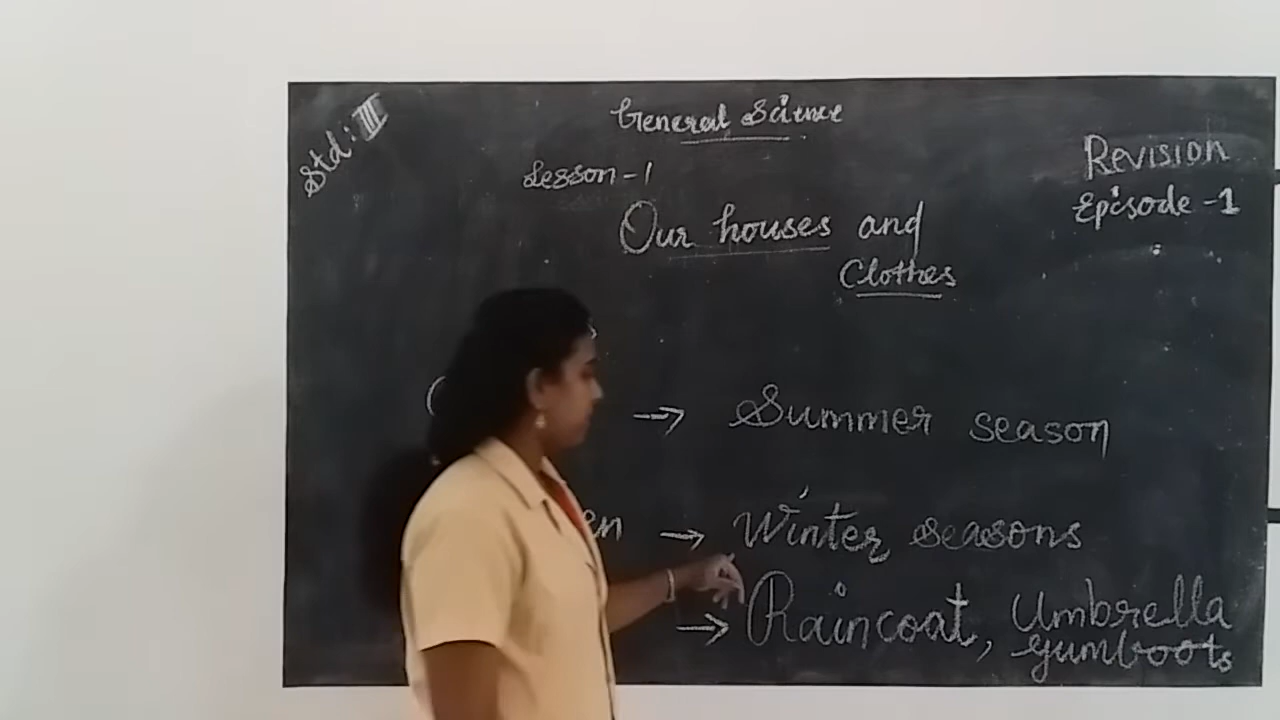 Std: III
General Science
Revision
Lesson - 1
Episode - 1
Our houses and
Clothes
→ Summer season
→ Winter seasons
→ Raincoat, Umbrella
gumboots